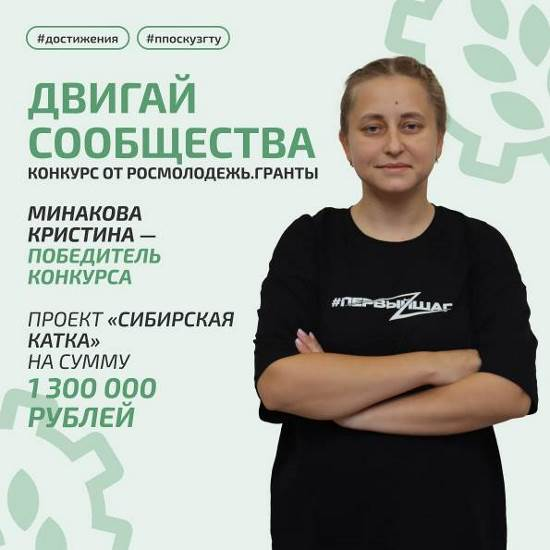 #достижения
#ппоскузгту
ДВИГАЙ
СООБЩЕСТВА
КОНКУРС ОТ РОСМОЛОДЕЖЬ.ГРАНТЫ
МИНАКОВА
КРИСТИНА —
ПОБЕДИТЕЛЬ
КОНКУРСА
ПРОЕКТ «СИБИРСКАЯ
КАТКА»
НА СУММУ
1 300 000
РУБЛЕЙ
#ПЕРВЫЙШАГ